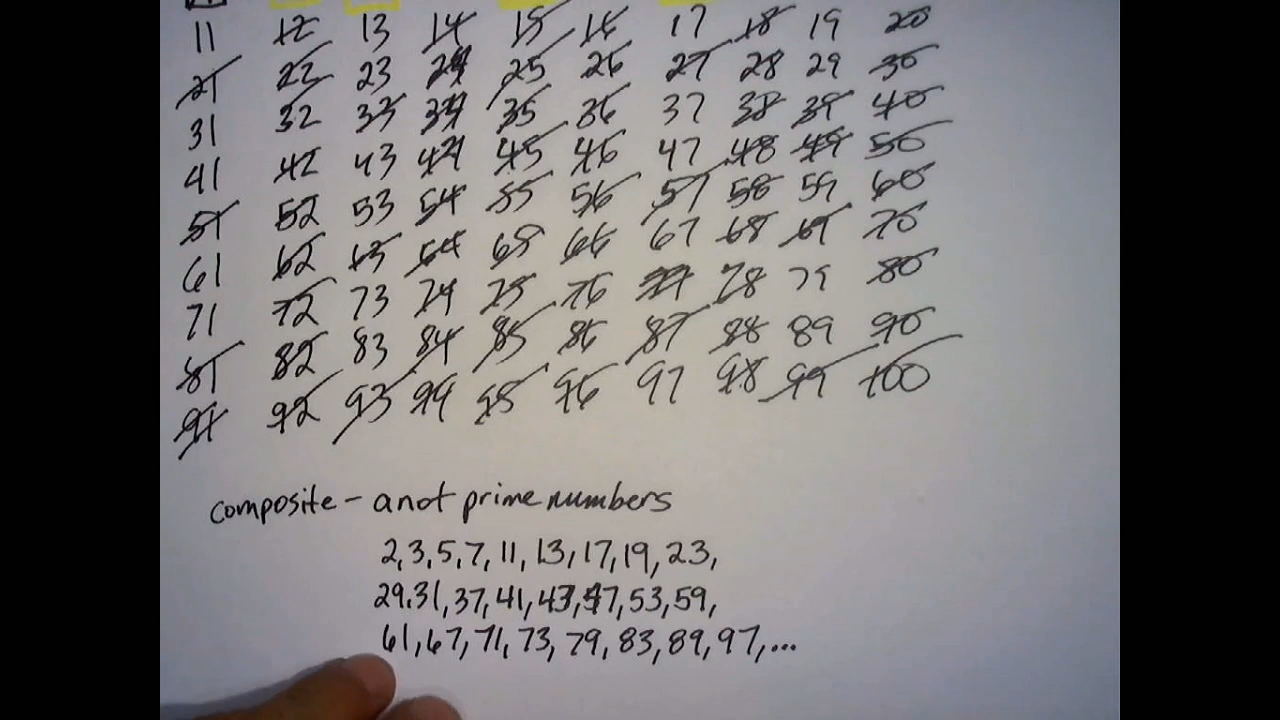 11 12 13 14 15 16 17 18 19 20
21 22 23 24 25 26 27 28 29 30
31 32 33 34 35 36 37 38 39 40
41 42 43 44 45 46 47 48 49 50
51 52 53 54 55 56 57 58 59 60
61 62 63 64 65 66 67 68 69 70
71 72 73 74 75 76 77 78 79 80
81 82 83 84 85 86 87 88 89 90
91 92 93 94 95 96 97 98 99 100
composite - a not prime numbers
2, 3, 5, 7, 11, 13, 17, 19, 23,
29, 31, 37, 41, 43, 47, 53, 59,
61, 67, 71, 73, 79, 83, 89, 97, ...